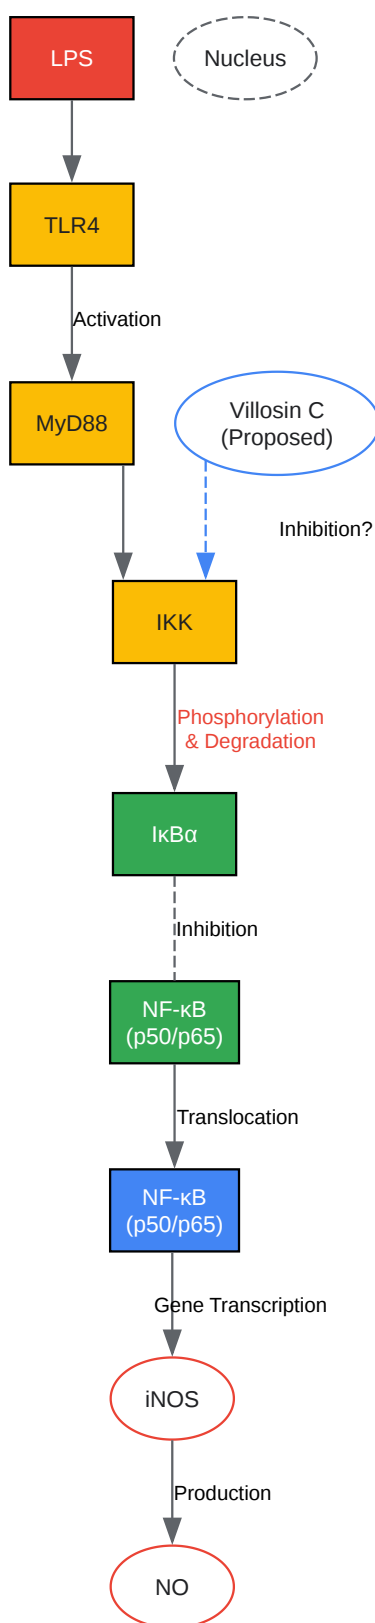 LPS
Nucleus
TLR4
Activation
MyD88
Villosin C
(Proposed)
Inhibition?
IKK
Phosphorylation
& Degradation
IκBα
Inhibition
NF-κB
(p50/p65)
Translocation
NF-κB
(p50/p65)
Gene Transcription
iNOS
Production
NO